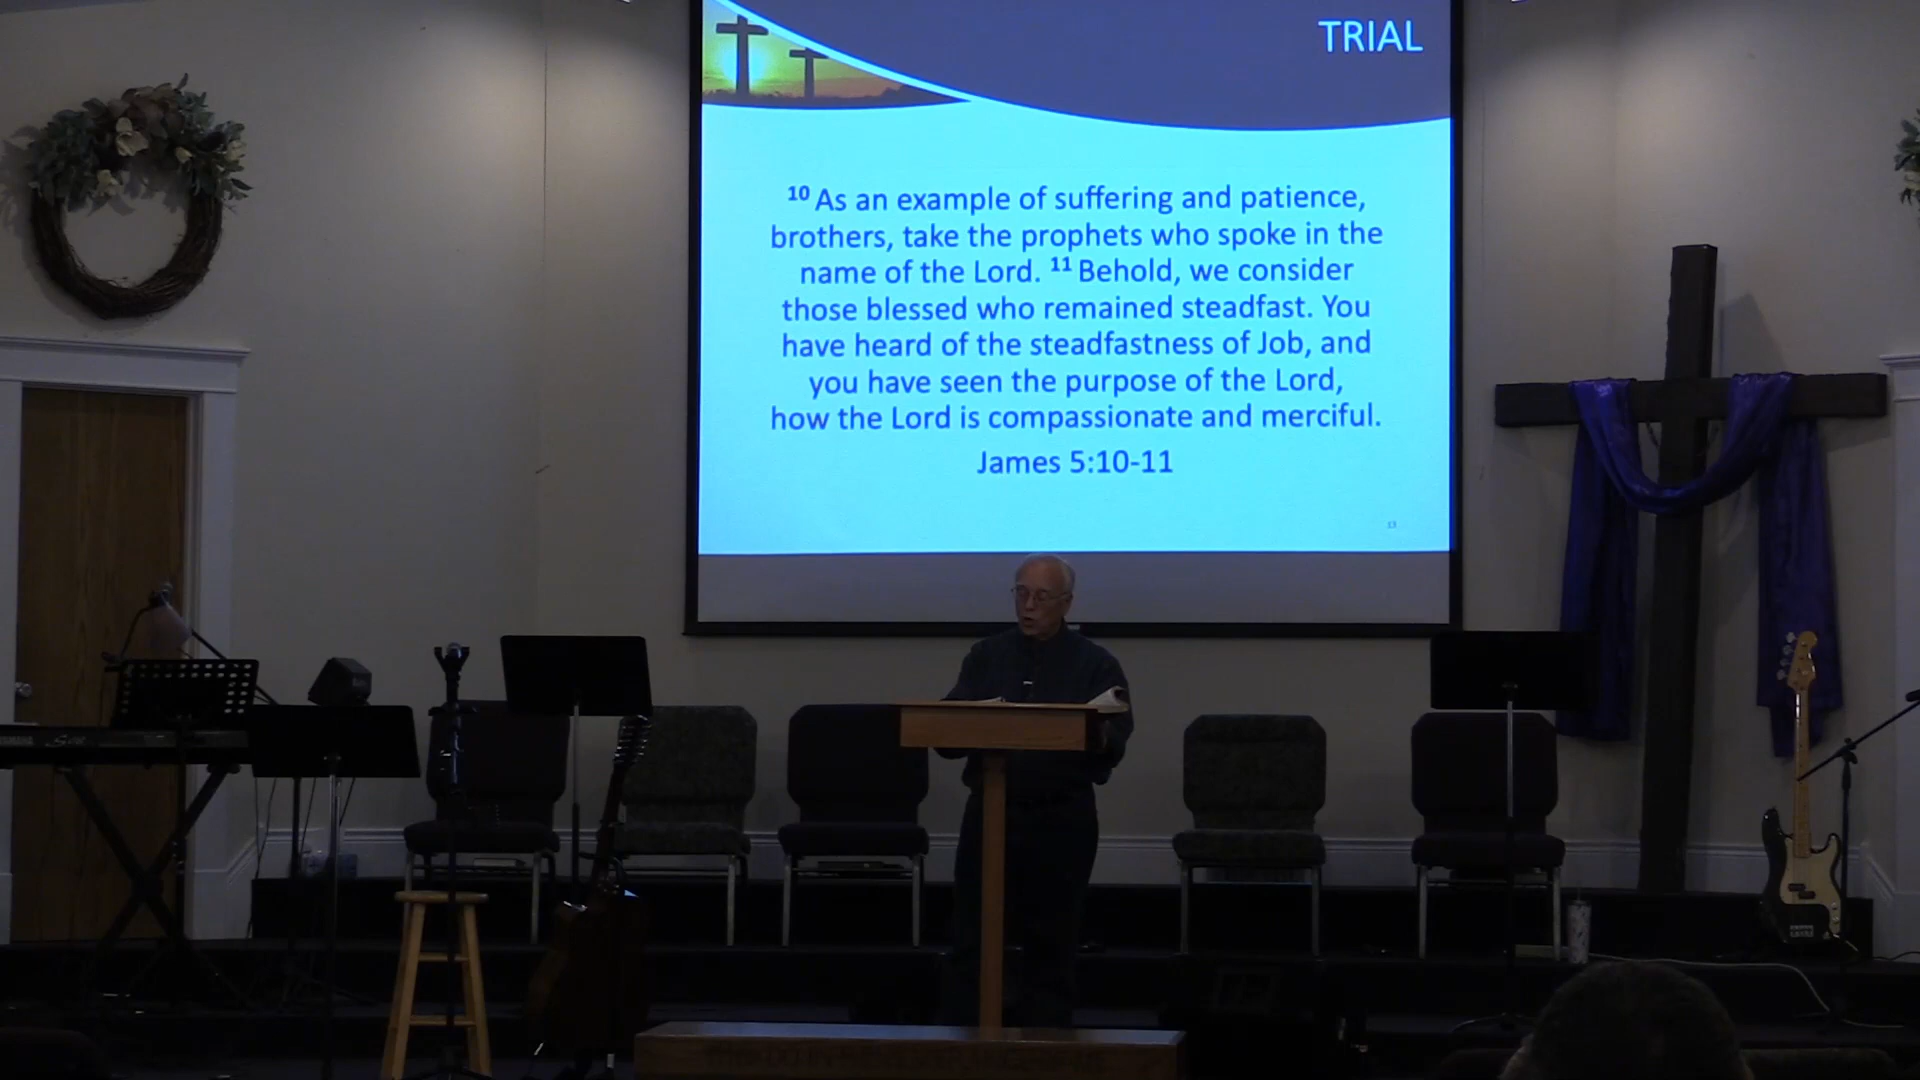 TRIAL
10 As an example of suffering and patience,
brothers, take the prophets who spoke in the
name of the Lord. 11 Behold, we consider
those blessed who remained steadfast. You
have heard of the steadfastness of Job, and
you have seen the purpose of the Lord,
how the Lord is compassionate and merciful.
James 5:10-11
13
YAMAHA